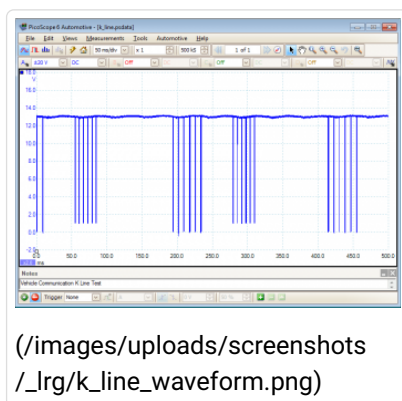 PicoScope 6 Automotive - [k_line.psdata]
File Edit Views Measurements Tools Automotive Help
50 ms/div x 1 500 kS 1 of 1
A ±20 V DC Off Off Off
18.0
V
16.0
14.0
12.0
10.0
8.0
6.0
4.0
2.0
0.0
-2.0
0.0 50.0 100.0 150.0 200.0 250.0 300.0 350.0 400.0 450.0 500.0
ms
Notes
Vehicle Communication K Line Test
Trigger None
(/images/uploads/screenshots
/_lrg/k_line_waveform.png)